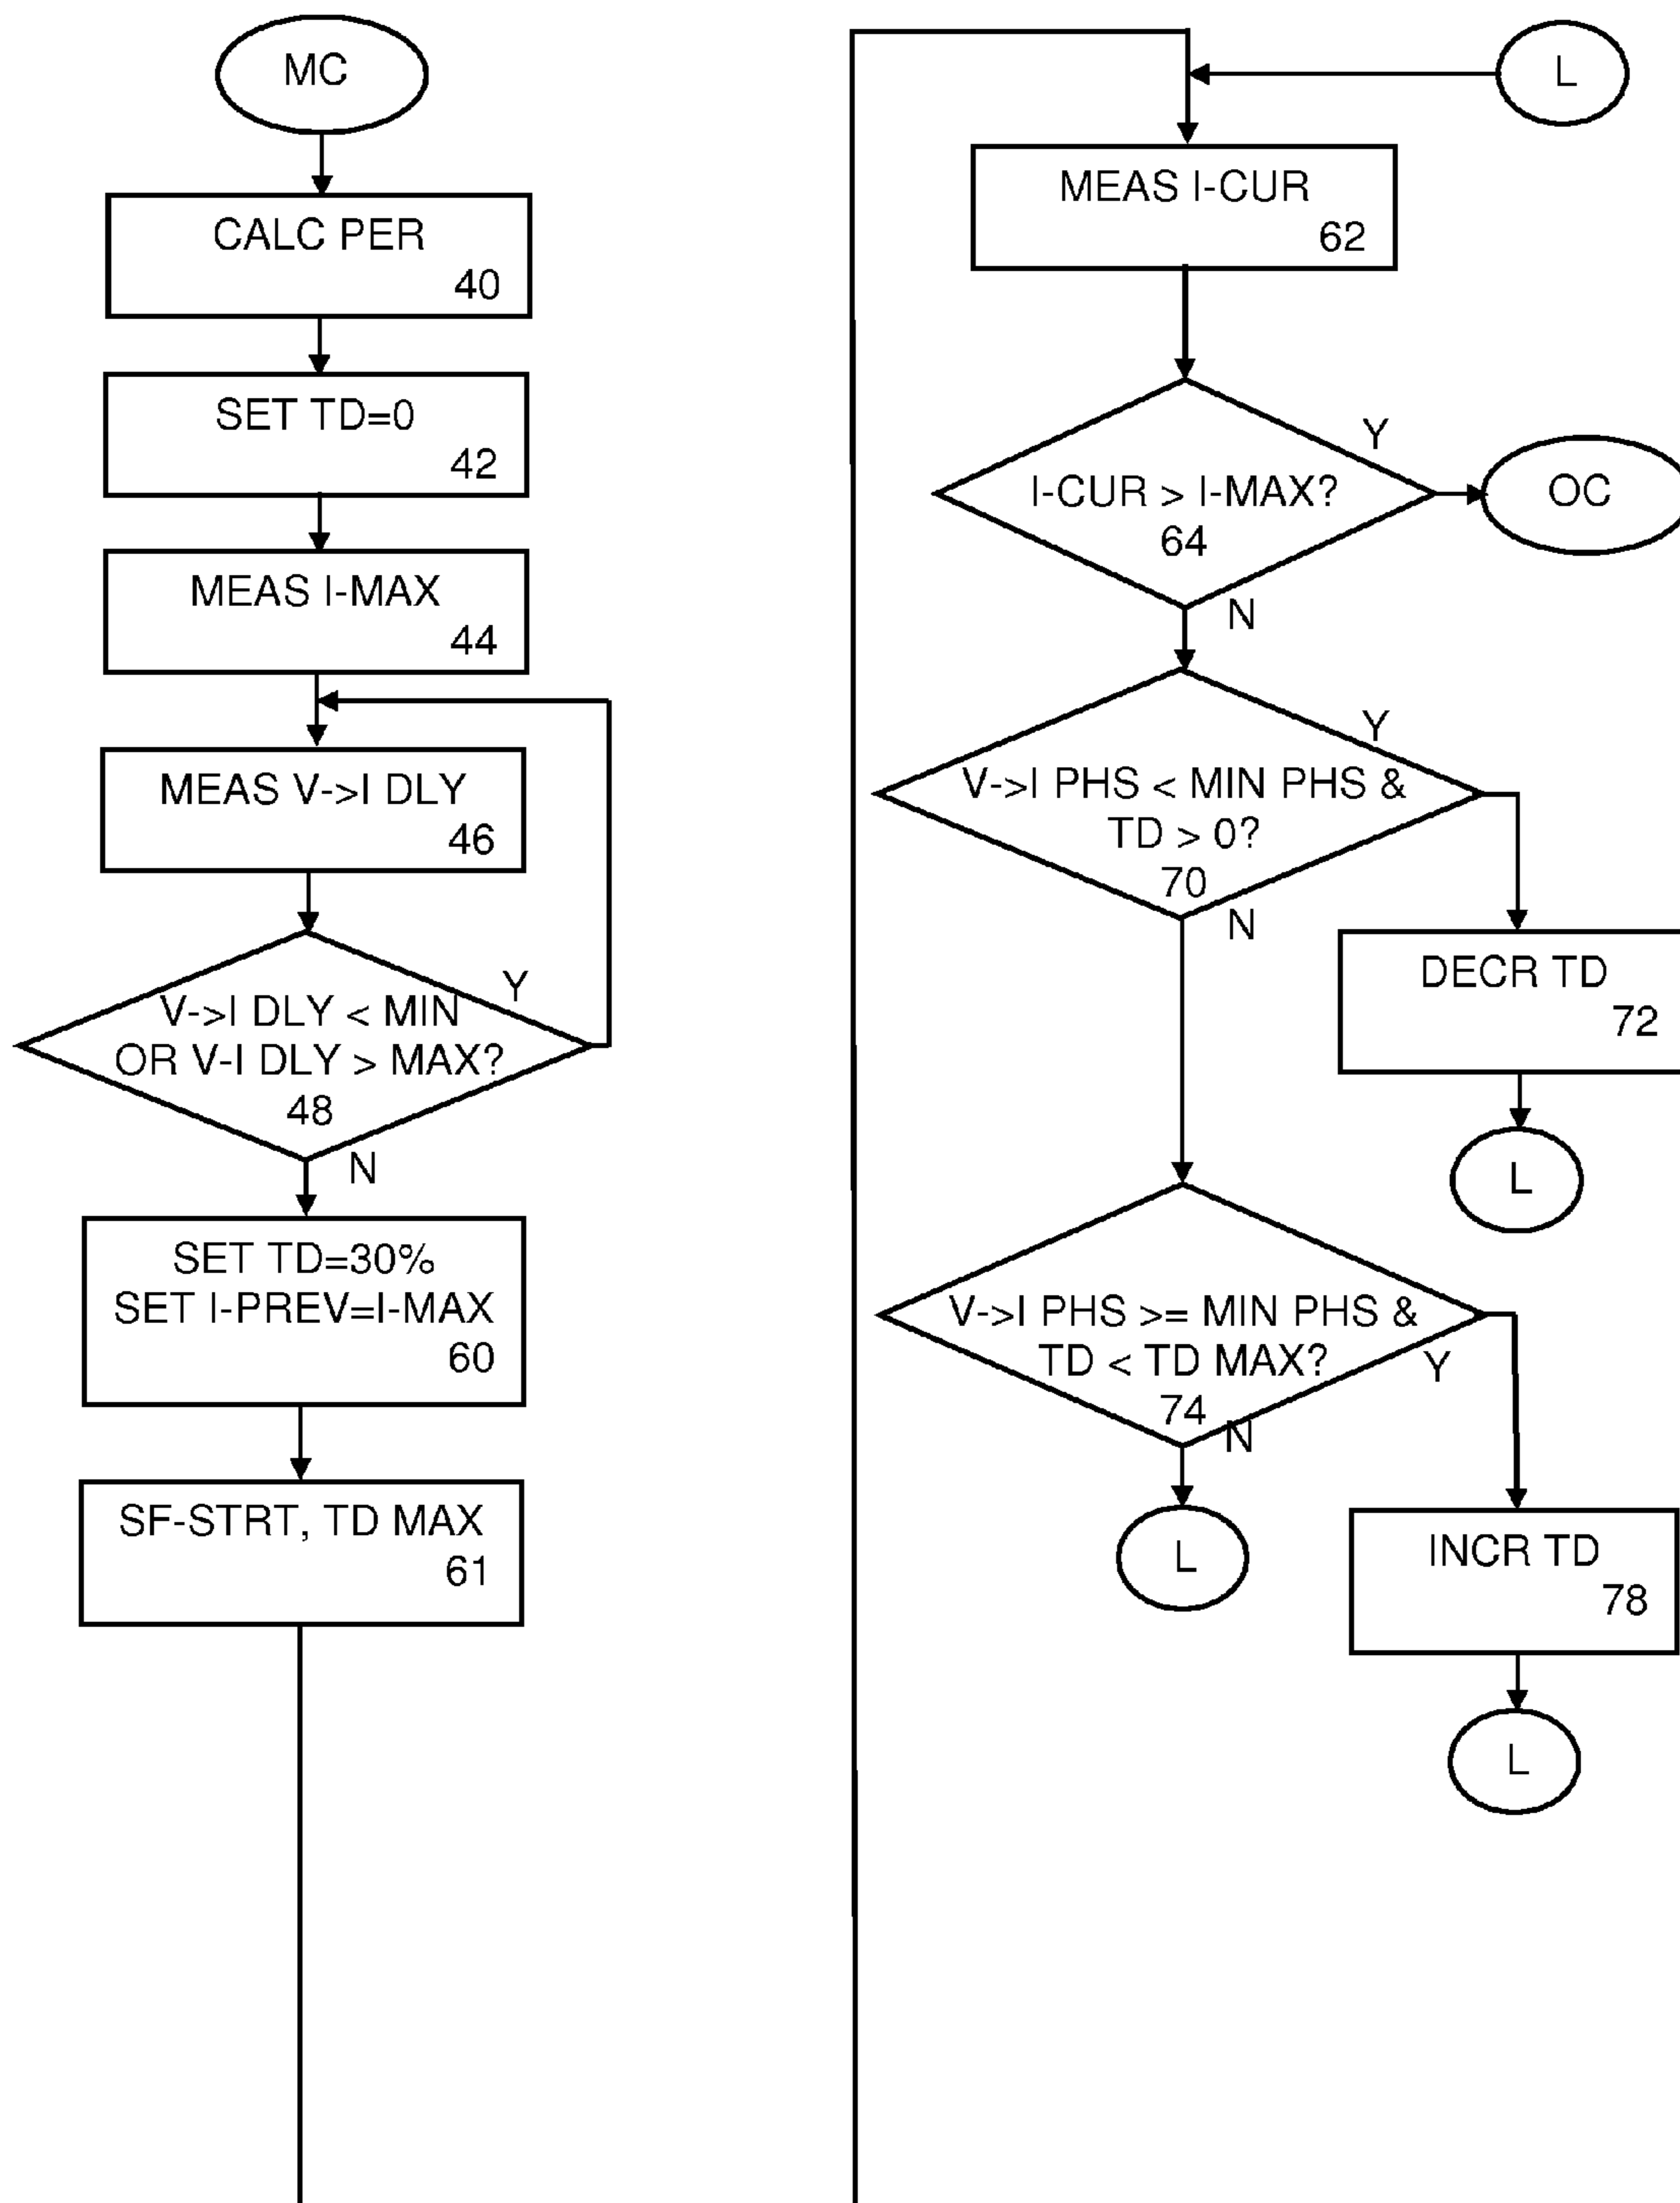 MC
CALC PER
40
SET TD=0
42
MEAS I-MAX
44
MEAS V->I DLY
46
Y
V->I DLY < MIN
OR V-I DLY > MAX?
48
N
SET TD=30%
SET I-PREV=I-MAX
60
SF-STRT, TD MAX
61
L
MEAS I-CUR
62
Y
I-CUR > I-MAX?
64
OC
N
Y
V->I PHS < MIN PHS &
TD > 0?
70
N
DECR TD
72
L
V->I PHS >= MIN PHS &
TD < TD MAX?
Y
74
N
L
INCR TD
78
L